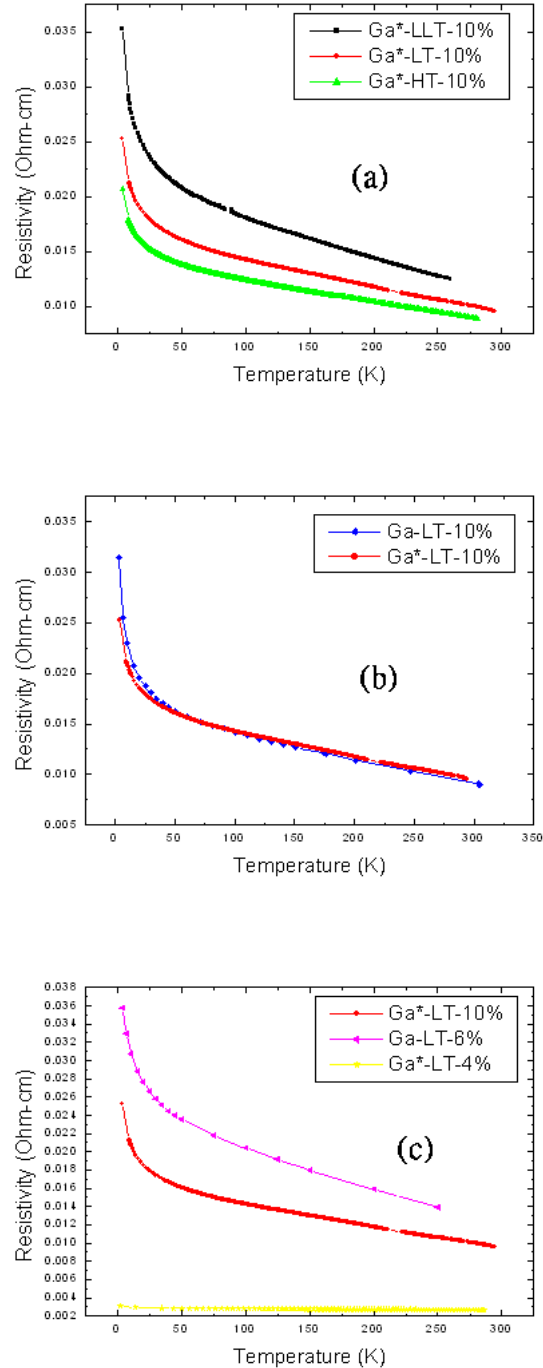 0.035
0.030
0.025
0.020
0.015
0.010
Resistivity (Ohm-cm)
Ga*-LLT-10%
Ga*-LT-10%
Ga*-HT-10%
(a)
0 50 100 150 200 250 300
Temperature (K)
0.035
0.030
0.025
0.020
0.015
0.010
0.005
Resistivity (Ohm-cm)
Ga-LT-10%
Ga*-LT-10%
(b)
0 50 100 150 200 250 300 350
Temperature (K)
0.038
0.036
0.034
0.032
0.030
0.028
0.026
0.024
0.022
0.020
0.018
0.016
0.014
0.012
0.010
0.008
0.006
0.004
0.002
Resistivity (Ohm-cm)
Ga*-LT-10%
Ga-LT-6%
Ga*-LT-4%
(c)
0 50 100 150 200 250 300
Temperature (K)